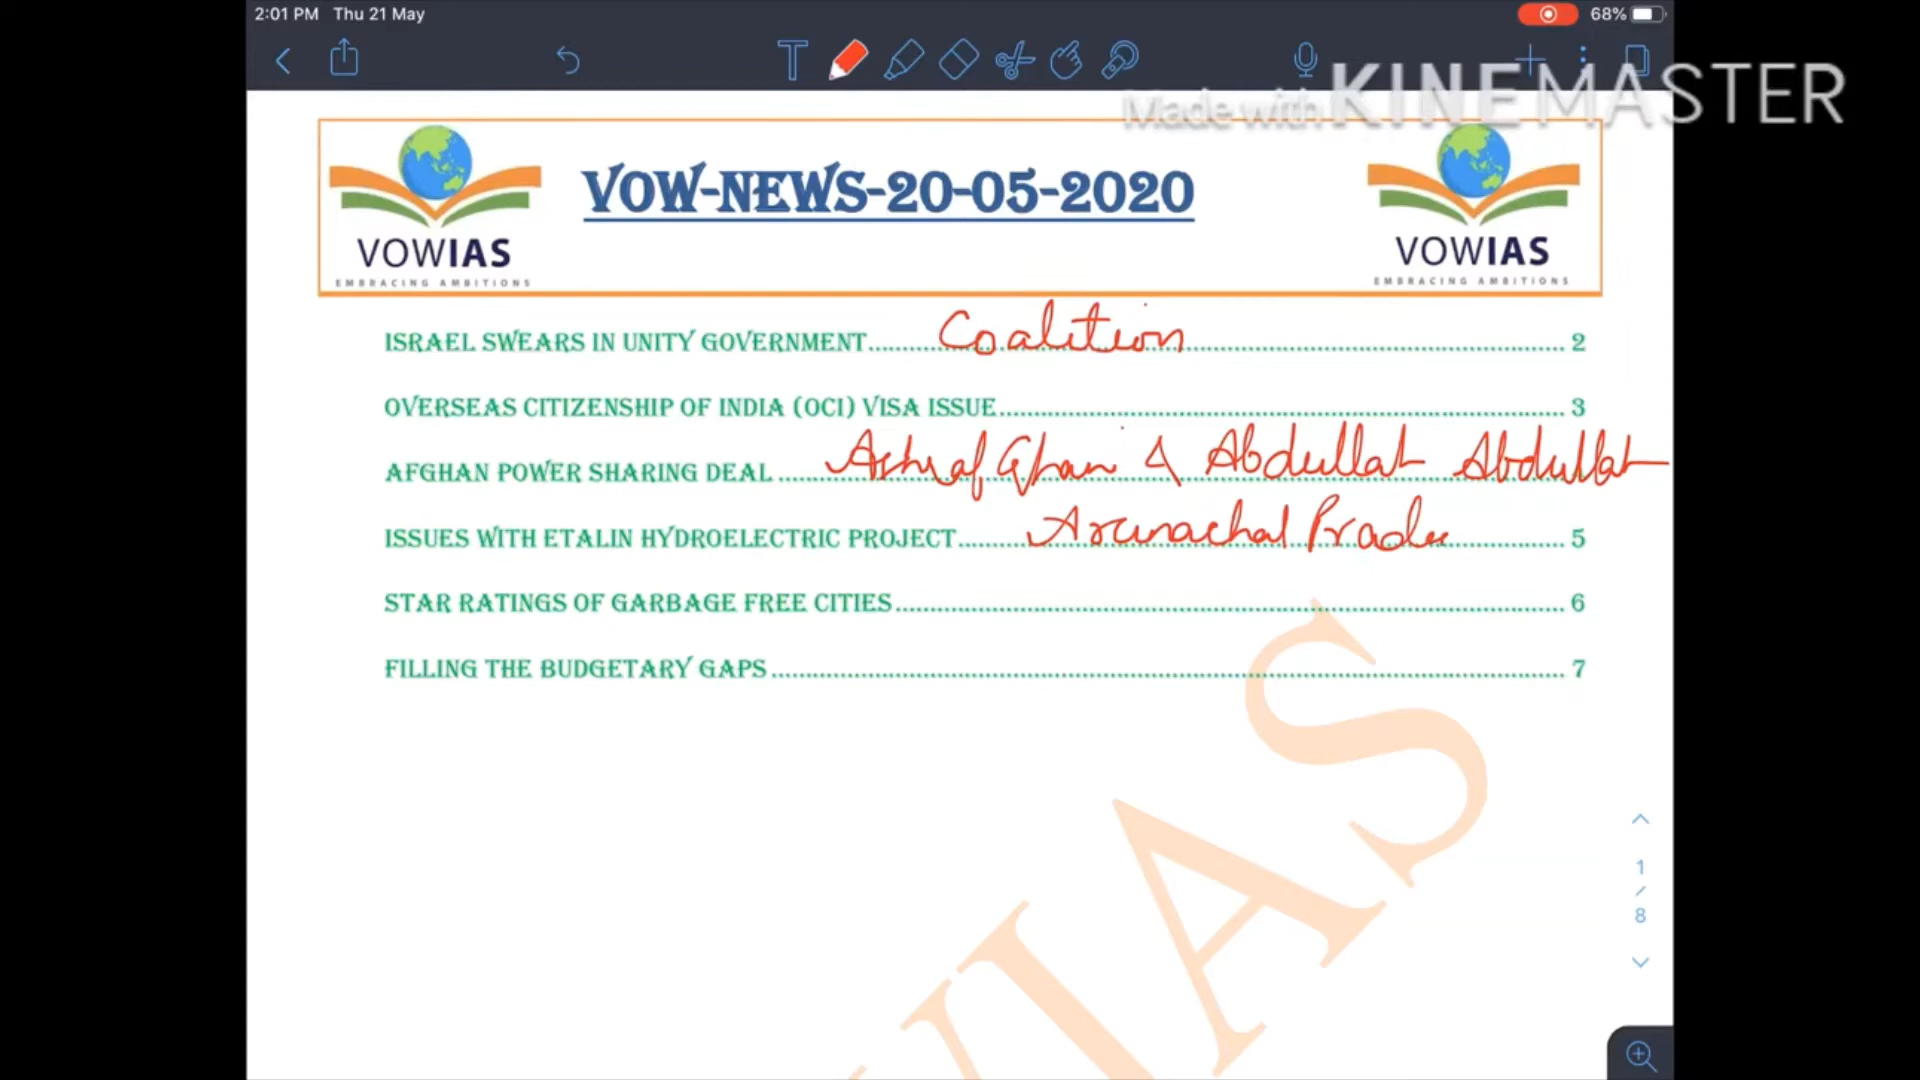 2:01 PM Thu 21 May 68%
Made with KINEMASTER
VOW-NEWS-20-05-2020
VOWIAS
EMBRACING AMBITIONS
VOWIAS
EMBRACING AMBITIONS
ISRAEL SWEARS IN UNITY GOVERNMENT Coalition 2
OVERSEAS CITIZENSHIP OF INDIA (OCI) VISA ISSUE 3
AFGHAN POWER SHARING DEAL Ashraf Ghani & Abdullah Abdullah
ISSUES WITH ETALIN HYDROELECTRIC PROJECT Arunachal 5
STAR RATINGS OF GARBAGE FREE CITIES 6
FILLING THE BUDGETARY GAPS 7
VIAS
1
/
8